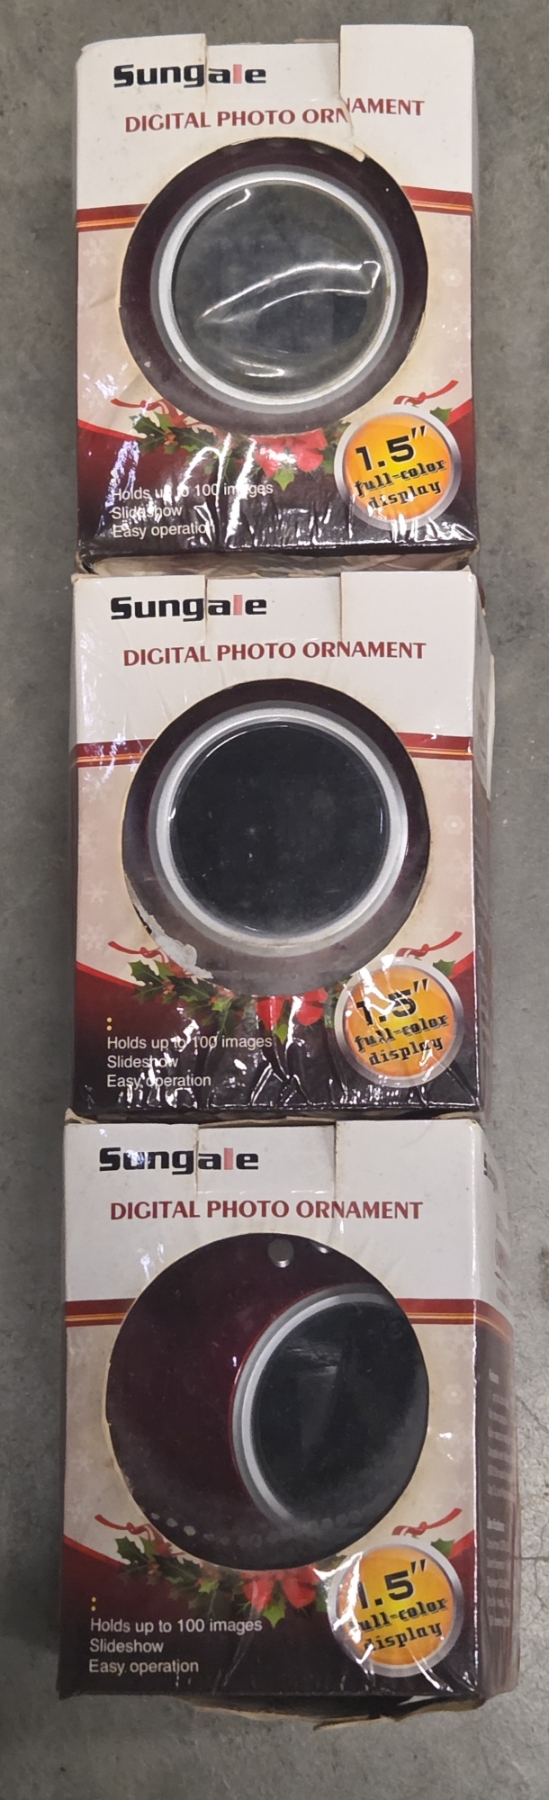 Sungale
DIGITAL PHOTO ORNAMENT
1.5"
full-color
display
Holds up to 100 images
Slideshow
Easy operation
Sungale
DIGITAL PHOTO ORNAMENT
1.5"
full-color
display
Holds up to 100 images
Slideshow
Easy operation
Sungale
DIGITAL PHOTO ORNAMENT
1.5"
full-color
display
Holds up to 100 images
Slideshow
Easy operation